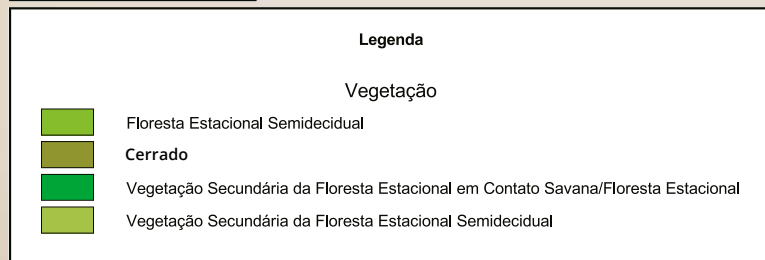 Legenda
Vegetação
Floresta Estacional Semidecidual
Cerrado
Vegetação Secundária da Floresta Estacional em Contato Savana/Floresta Estacional
Vegetação Secundária da Floresta Estacional Semidecidual